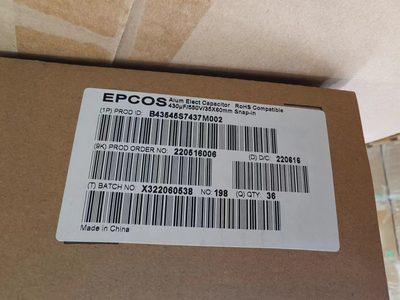 EPCOS Alum Elect Capacitor RoHS Compatible
430µF/550V/35X60mm Snap-in
(1P) PROD ID: B43545S7437M002
(9K) PROD ORDER NO: 220516006 (D) D/C: 220616
(T) BATCH NO: X322060538 NO: 198 (Q) QTY: 36
Made in China